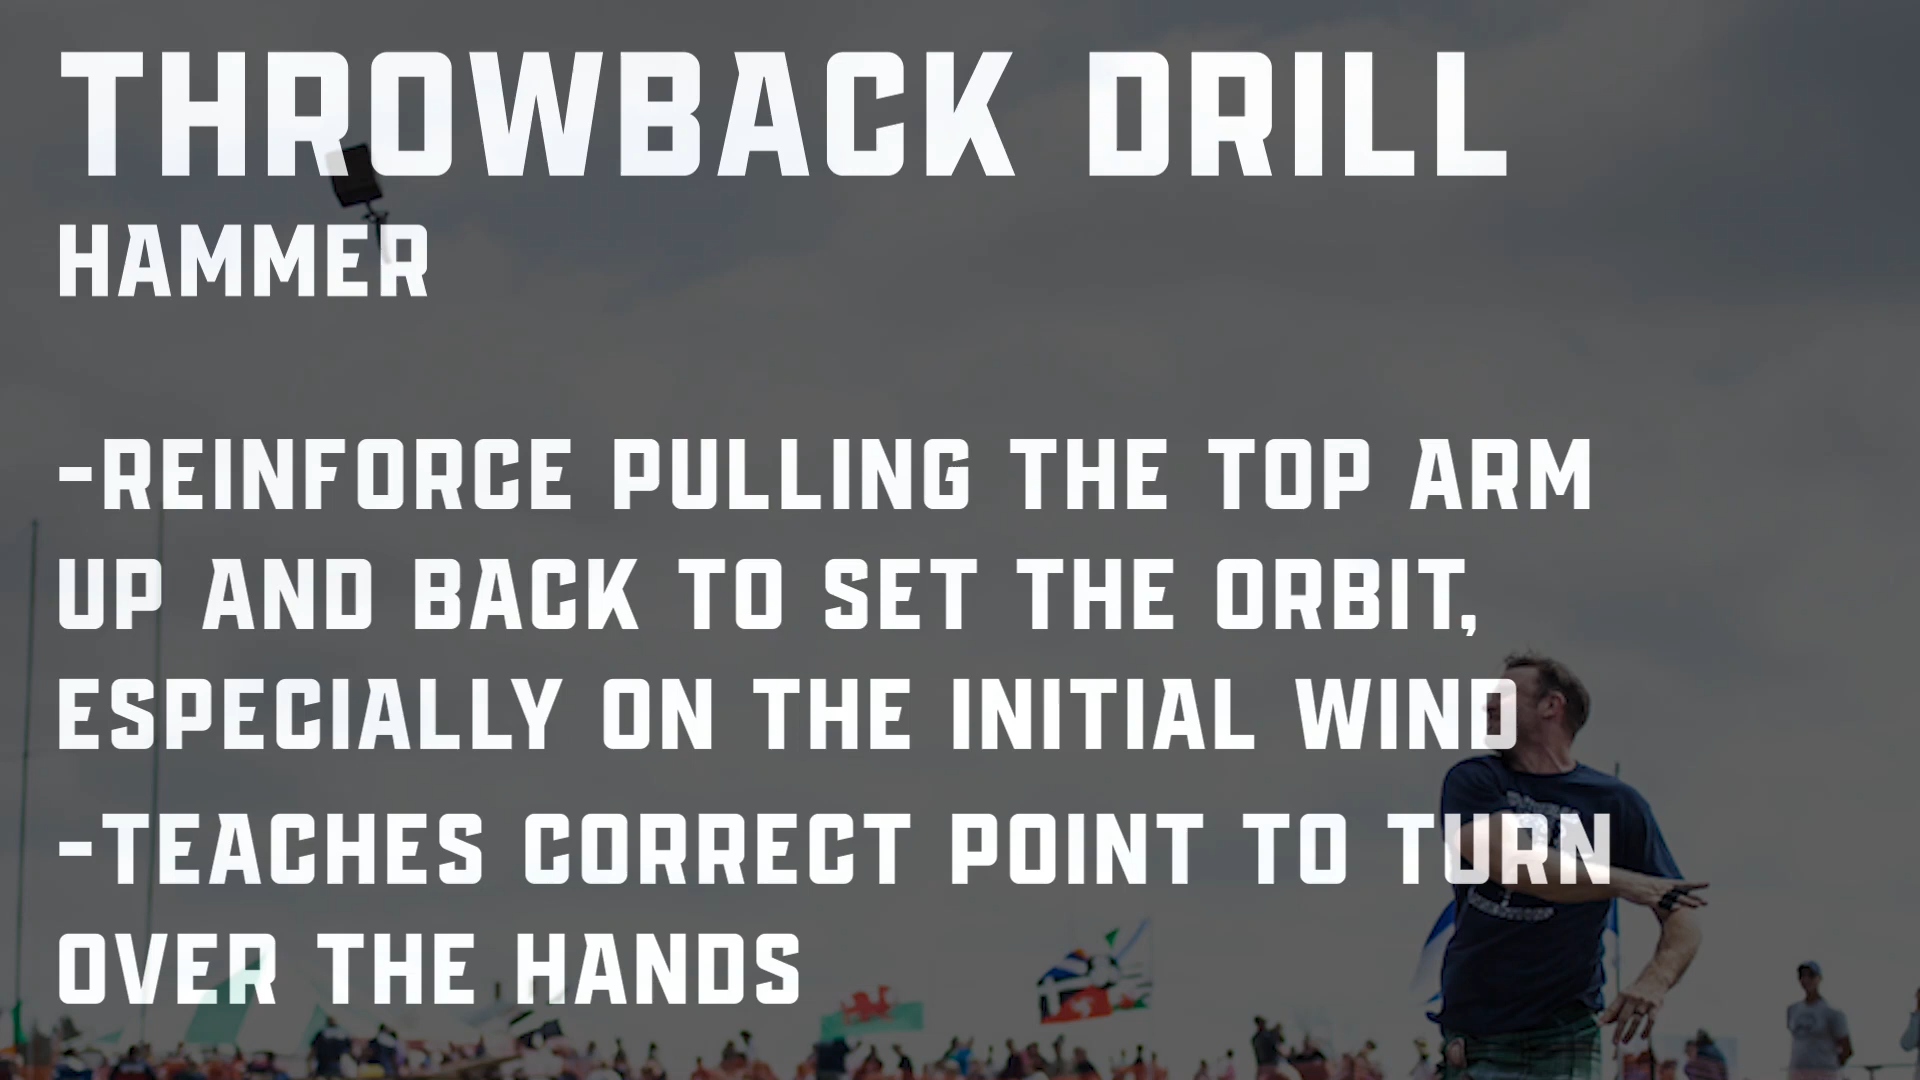 THROWBACK DRILL
HAMMER
-REINFORCE PULLING THE TOP ARM
UP AND BACK TO SET THE ORBIT,
ESPECIALLY ON THE INITIAL WIND
-TEACHES CORRECT POINT TO TURN
OVER THE HANDS